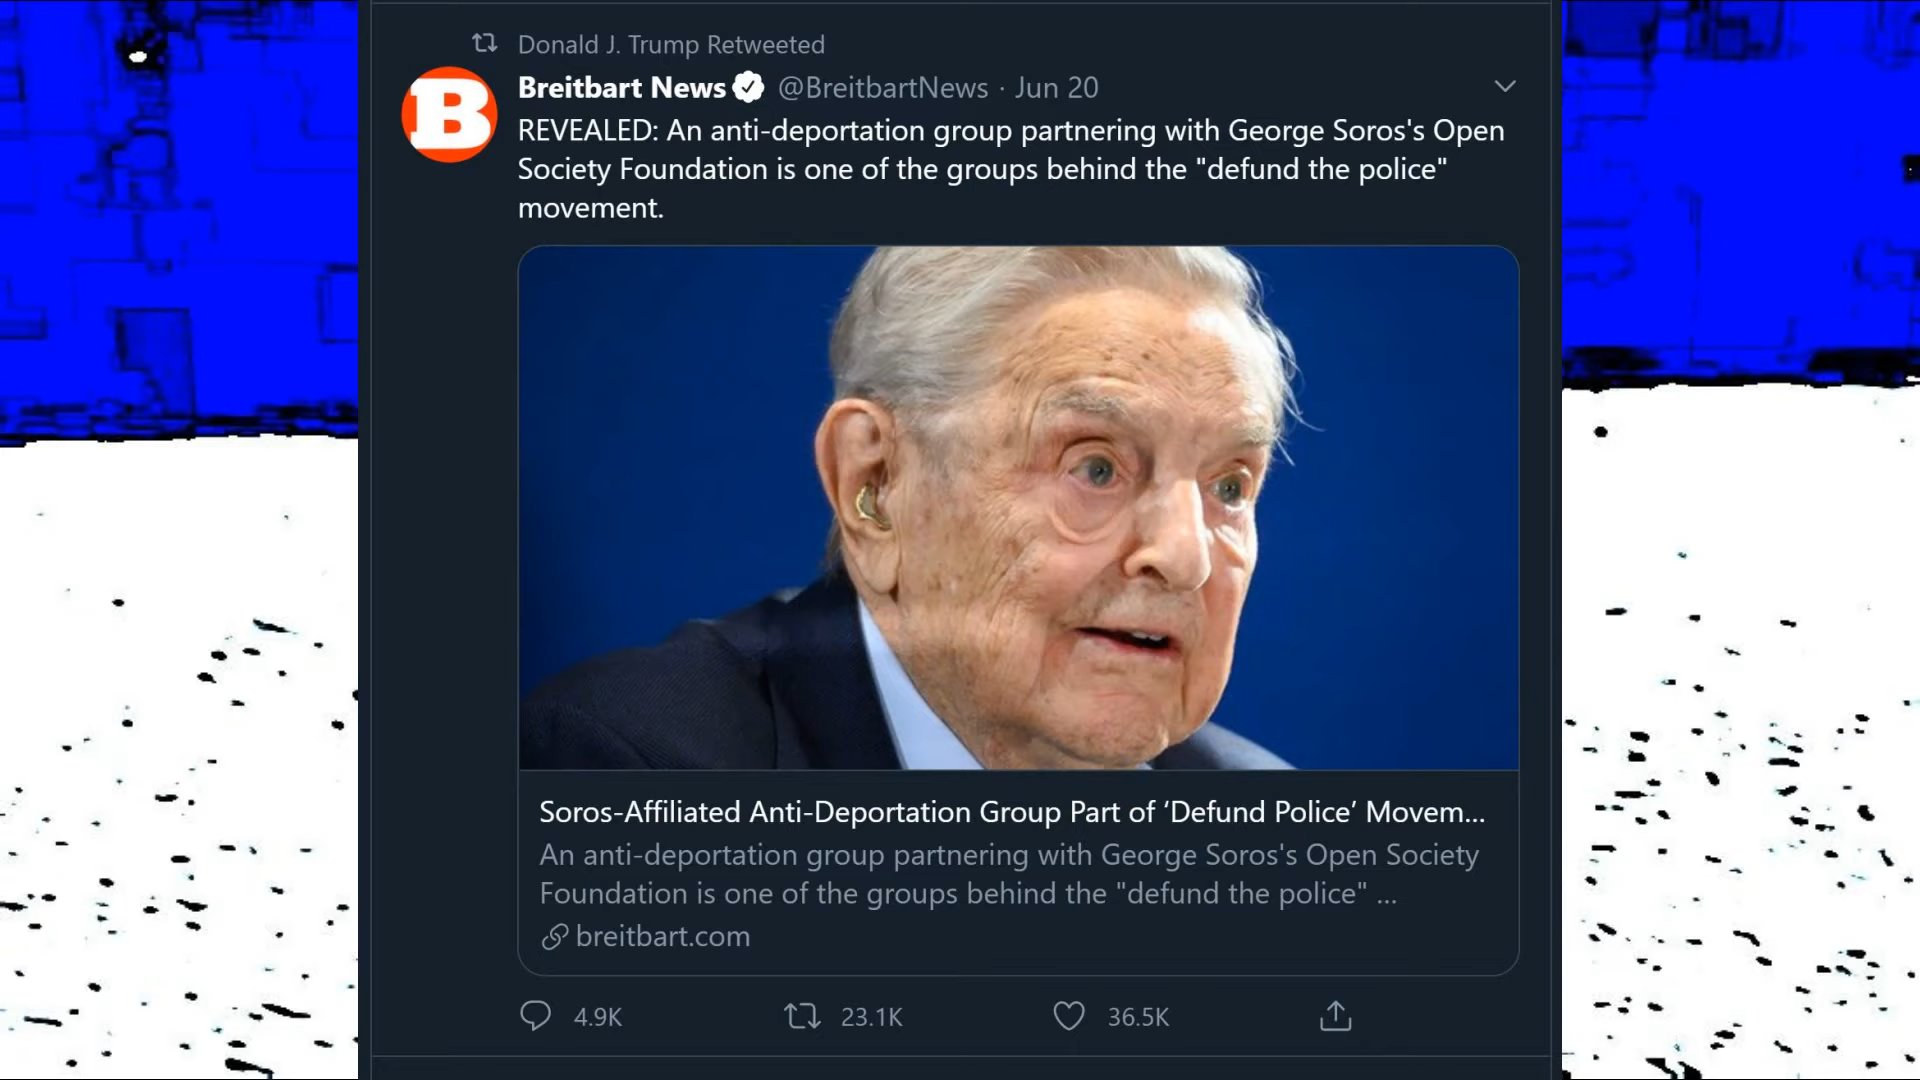 Donald J. Trump Retweeted
Breitbart News @BreitbartNews · Jun 20
REVEALED: An anti-deportation group partnering with George Soros's Open
Society Foundation is one of the groups behind the "defund the police"
movement.
Soros-Affiliated Anti-Deportation Group Part of ‘Defund Police’ Movem...
An anti-deportation group partnering with George Soros's Open Society
Foundation is one of the groups behind the "defund the police" ...
breitbart.com
4.9K 23.1K 36.5K